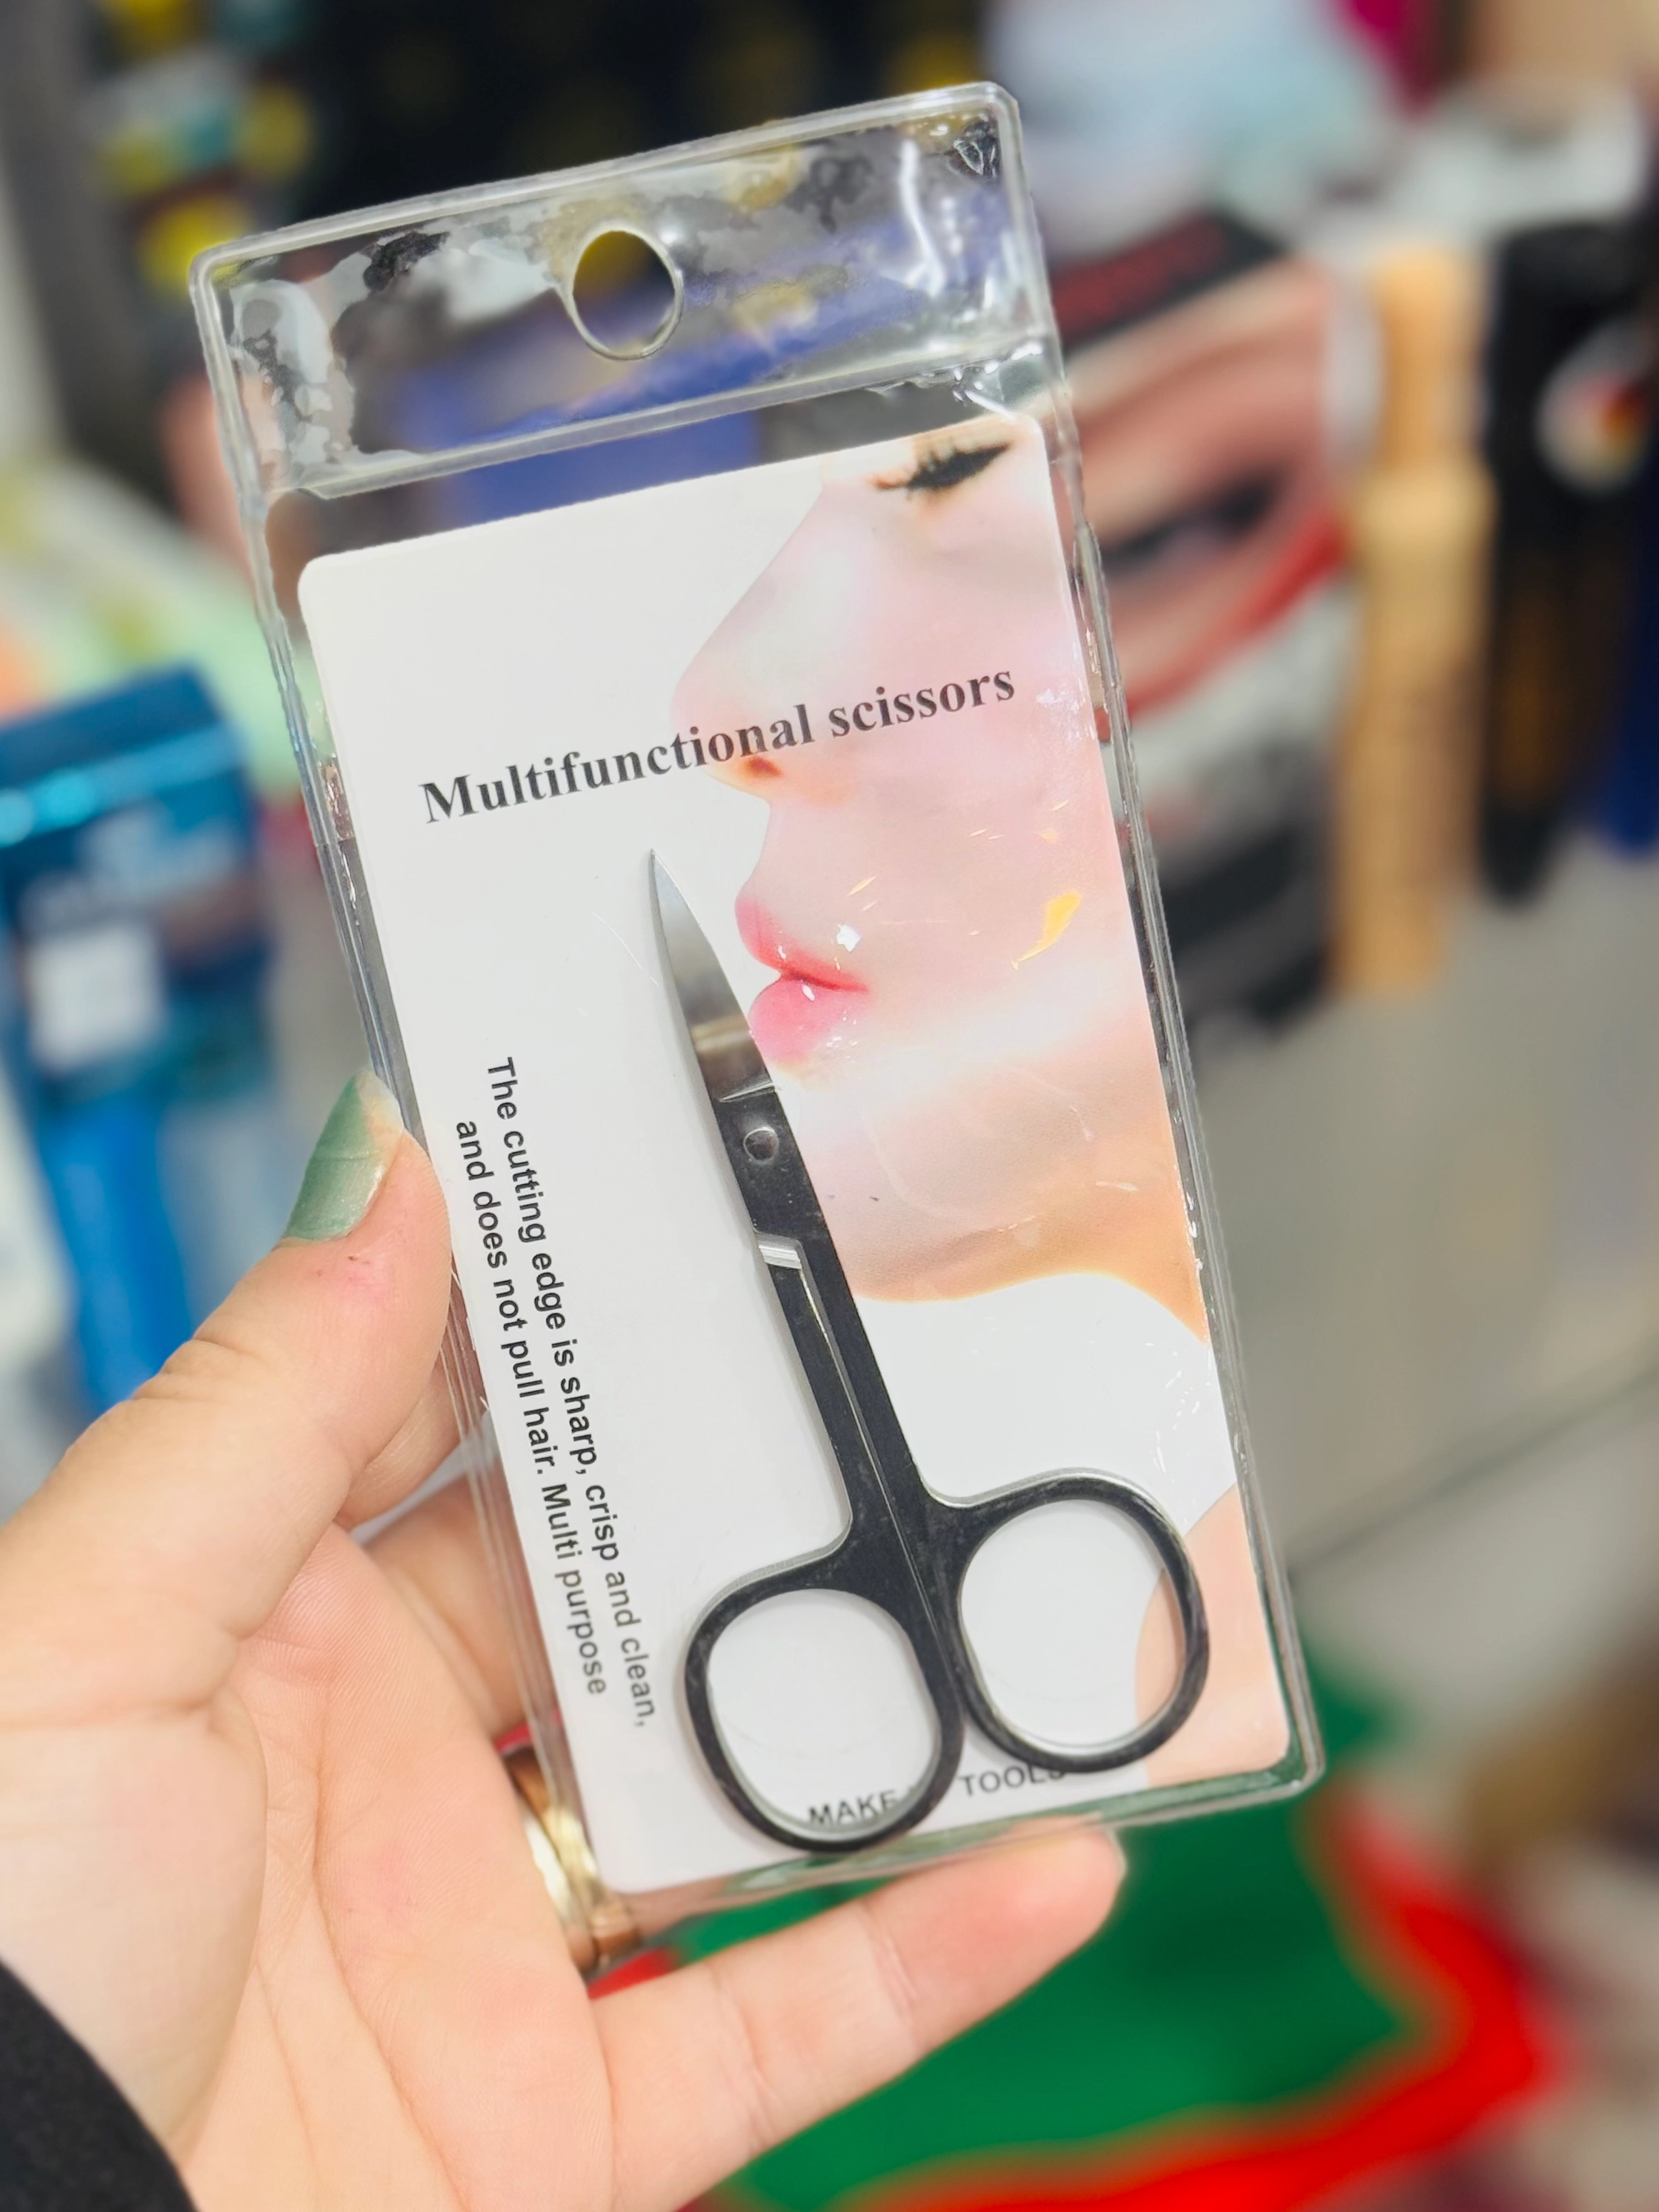 Multifunctional scissors
The cutting edge is sharp, crisp and clean,
and does not pull hair. Multi purpose
MAKE TOOLS